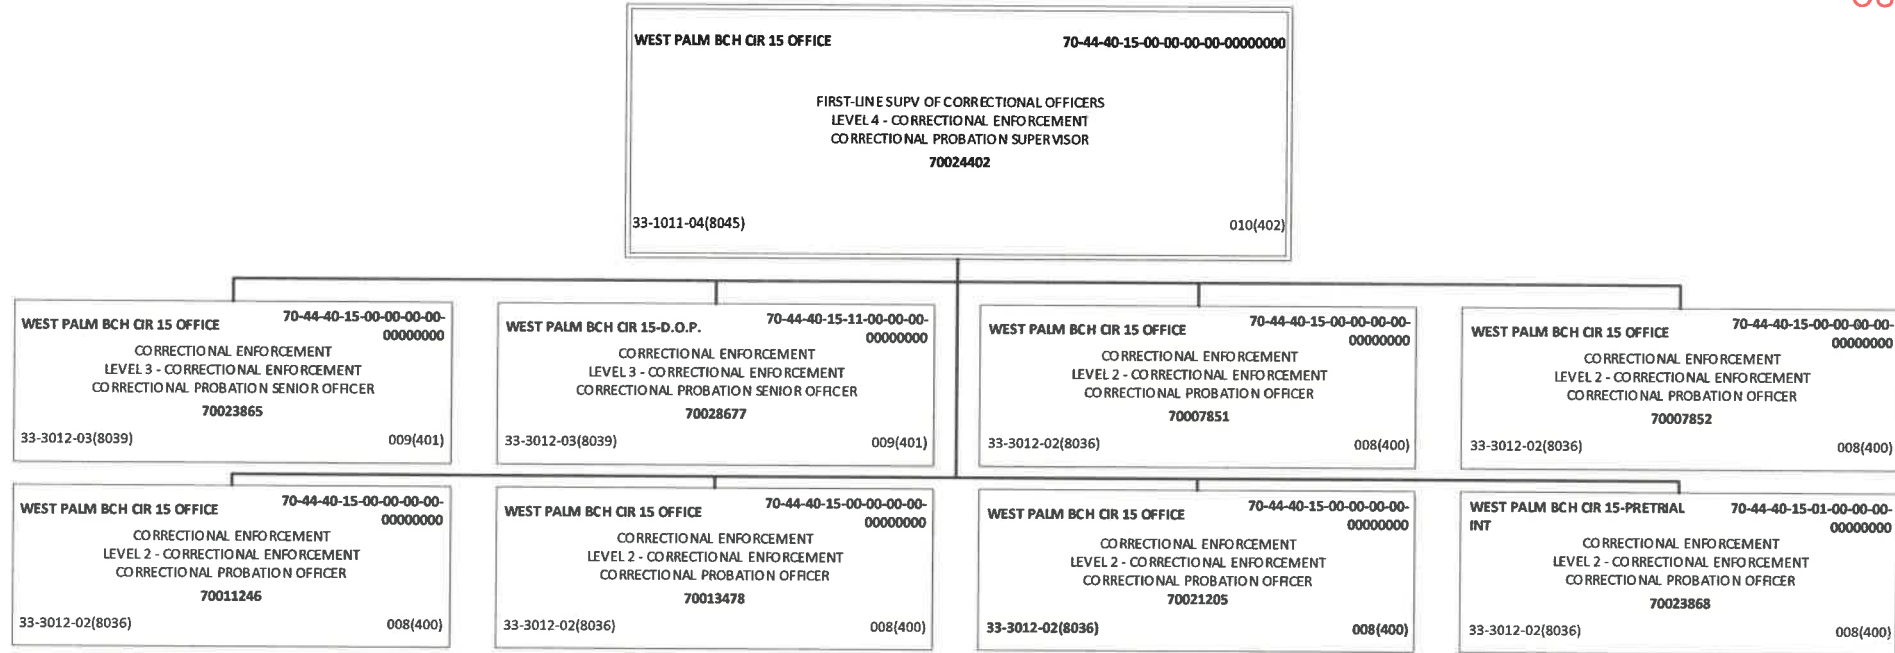 WEST PALM BCH CIR 15 OFFICE 70-44-40-15-00-00-00-00-00000000
FIRST-LINE SUPV OF CORRECTIONAL OFFICERS
LEVEL 4 - CORRECTIONAL ENFORCEMENT
CORRECTIONAL PROBATION SUPERVISOR
70024402
33-1011-04(8045) 010(402)
WEST PALM BCH CIR 15 OFFICE 70-44-40-15-00-00-00-00-
00000000
CORRECTIONAL ENFORCEMENT
LEVEL 3 - CORRECTIONAL ENFORCEMENT
CORRECTIONAL PROBATION SENIOR OFFICER
70023865
33-3012-03(8039) 009(401)
WEST PALM BCH CIR 15-D.O.P. 70-44-40-15-11-00-00-00-
00000000
CORRECTIONAL ENFORCEMENT
LEVEL 3 - CORRECTIONAL ENFORCEMENT
CORRECTIONAL PROBATION SENIOR OFFICER
70028677
33-3012-03(8039) 009(401)
WEST PALM BCH CIR 15 OFFICE 70-44-40-15-00-00-00-00-
00000000
CORRECTIONAL ENFORCEMENT
LEVEL 2 - CORRECTIONAL ENFORCEMENT
CORRECTIONAL PROBATION OFFICER
70007851
33-3012-02(8036) 008(400)
WEST PALM BCH CIR 15 OFFICE 70-44-40-15-00-00-00-00-
00000000
CORRECTIONAL ENFORCEMENT
LEVEL 2 - CORRECTIONAL ENFORCEMENT
CORRECTIONAL PROBATION OFFICER
70007852
33-3012-02(8036) 008(400)
WEST PALM BCH CIR 15 OFFICE 70-44-40-15-00-00-00-00-
00000000
CORRECTIONAL ENFORCEMENT
LEVEL 2 - CORRECTIONAL ENFORCEMENT
CORRECTIONAL PROBATION OFFICER
70011246
33-3012-02(8036) 008(400)
WEST PALM BCH CIR 15 OFFICE 70-44-40-15-00-00-00-00-
00000000
CORRECTIONAL ENFORCEMENT
LEVEL 2 - CORRECTIONAL ENFORCEMENT
CORRECTIONAL PROBATION OFFICER
70013478
33-3012-02(8036) 008(400)
WEST PALM BCH CIR 15 OFFICE 70-44-40-15-00-00-00-00-
00000000
CORRECTIONAL ENFORCEMENT
LEVEL 2 - CORRECTIONAL ENFORCEMENT
CORRECTIONAL PROBATION OFFICER
70021205
33-3012-02(8036) 008(400)
WEST PALM BCH CIR 15-PRETRIAL 70-44-40-15-01-00-00-00-
INT 00000000
CORRECTIONAL ENFORCEMENT
LEVEL 2 - CORRECTIONAL ENFORCEMENT
CORRECTIONAL PROBATION OFFICER
70023868
33-3012-02(8036) 008(400)